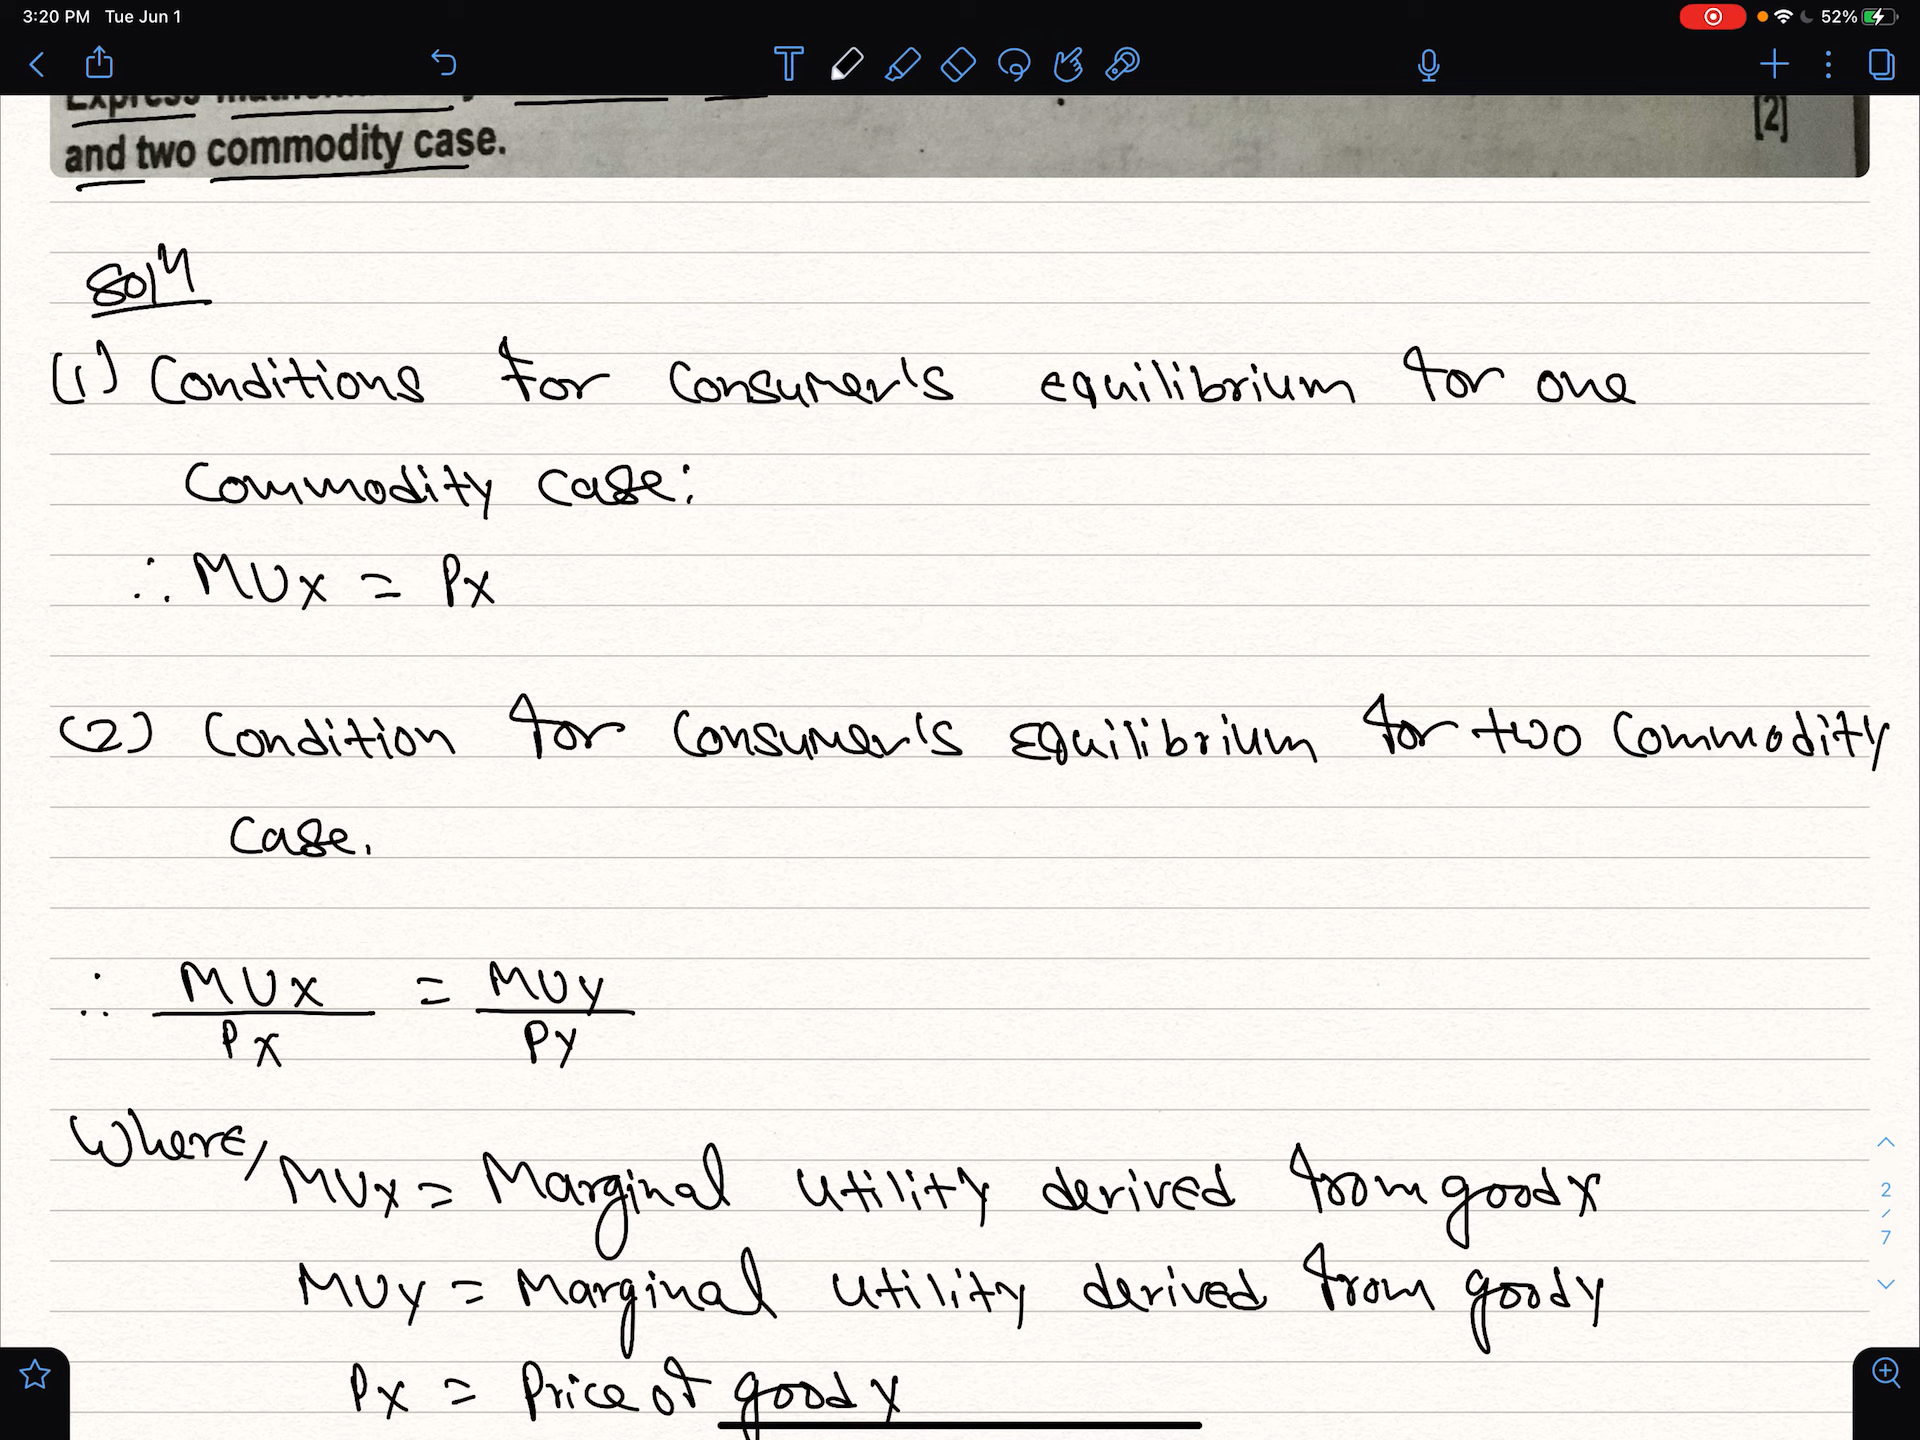 3:20 PM Tue Jun 1
52%
Express
[2]
and two commodity case.
Soln
(1) Conditions for Consumer's equilibrium for one
Commodity case:
∴ MUx = Px
(2) Condition for Consumer's Equilibrium for two Commodity
Case.
∴ MUx / Px = MUy / Py
Where, MUx = Marginal utility derived from good x
MUy = Marginal utility derived from good y
Px = Price of good x
2
/
7